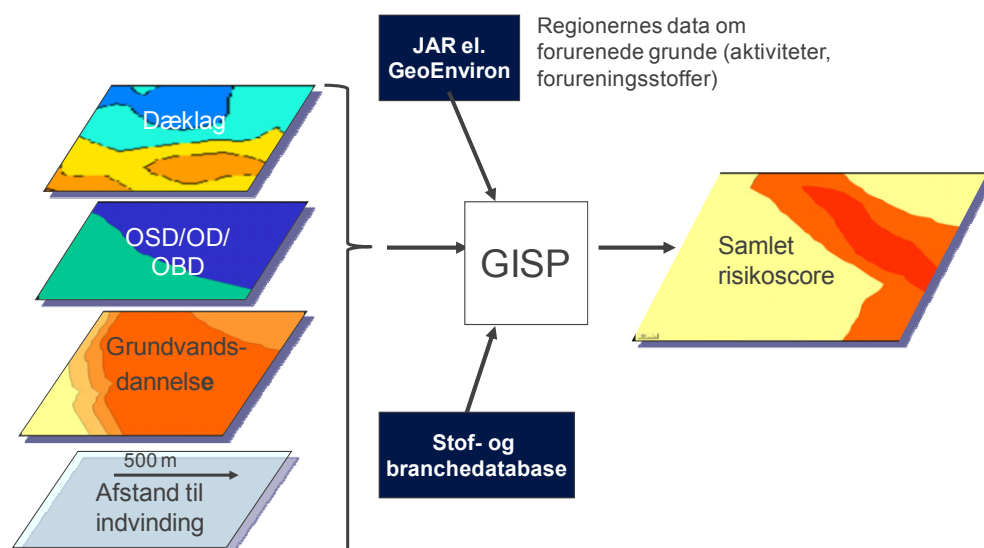 Dæklag
OSD/OD/
OBD
Grundvands-
dannelse
500 m
Afstand til
indvinding
JAR el.
GeoEnviron
Regionernes data om
forurenede grunde (aktiviteter,
forureningsstoffer)
GISP
Stof- og
branchedatabase
Samlet
risikoscore